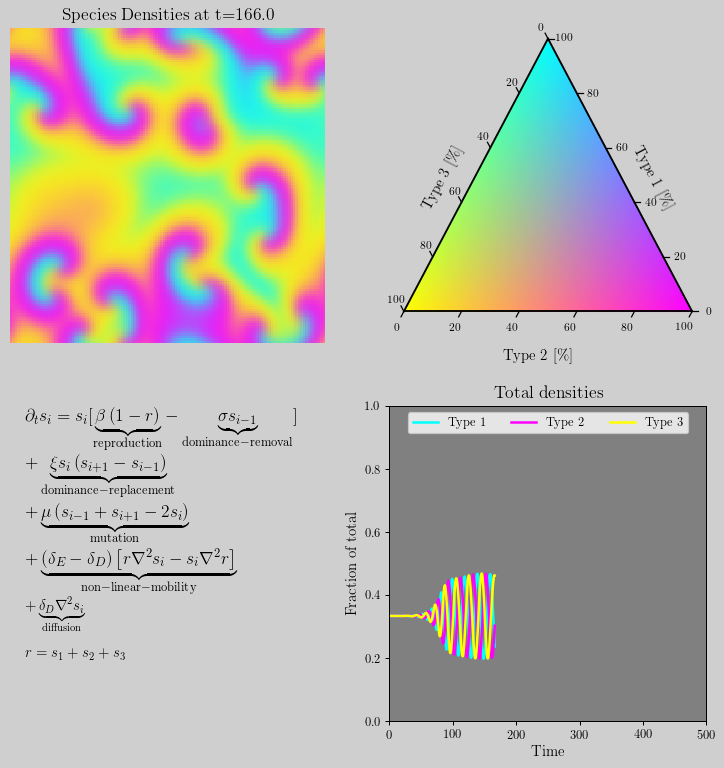 Species Densities at t=166.0
0
100
20
80
40
60
Type 3 [%]
Type 1 [%]
60
40
80
20
100
0
0
20
40
60
80
100
Type 2 [%]
∂ₜsᵢ = sᵢ[ β (1 − r) − σsᵢ₋₁ ]
reproduction dominance−removal
+ ξsᵢ (sᵢ₊₁ − sᵢ₋₁)
dominance−replacement
+ μ (sᵢ₋₁ + sᵢ₊₁ − 2sᵢ)
mutation
+ (δ_E − δ_D) [r∇²sᵢ − sᵢ∇²r]
non−linear−mobility
+ δ_D∇²sᵢ
diffusion
r = s₁ + s₂ + s₃
Total densities
Type 1 Type 2 Type 3
1.0
0.8
0.6
0.4
0.2
0.0
Fraction of total
0 100 200 300 400 500
Time